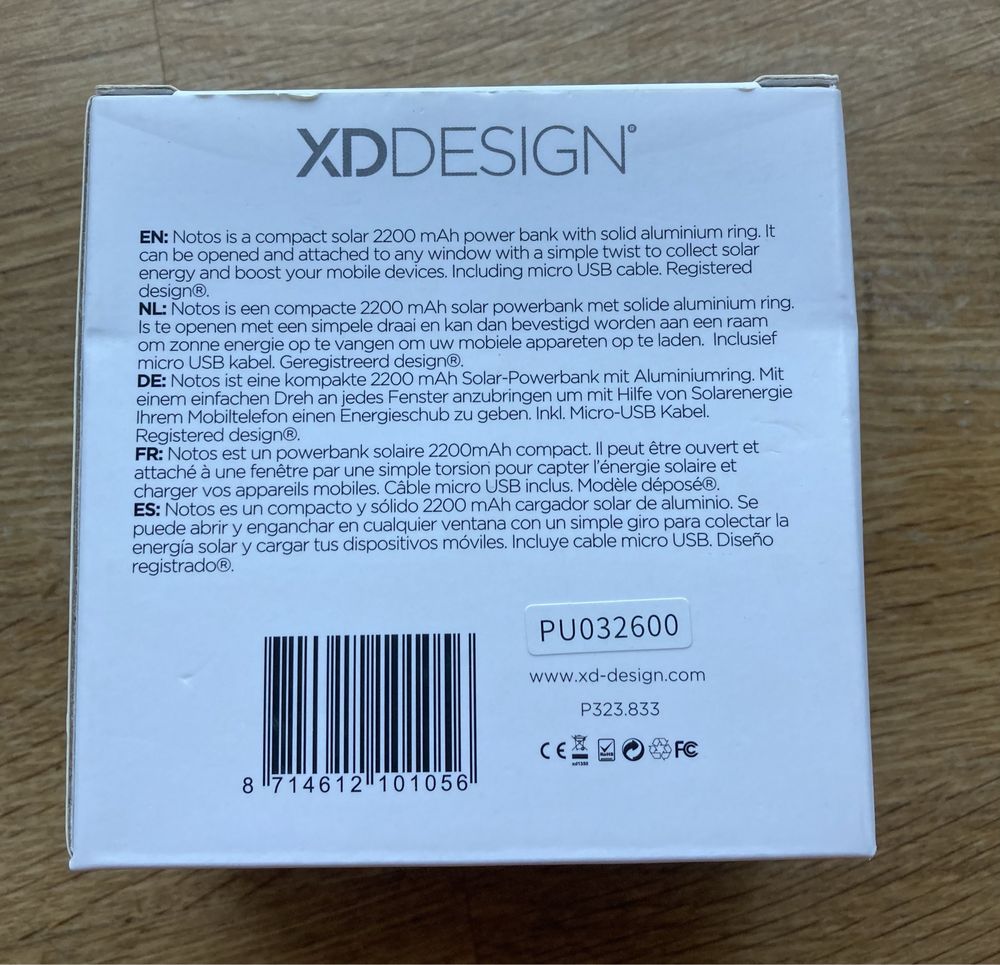 XDDESIGN®
EN: Notos is a compact solar 2200 mAh power bank with solid aluminium ring. It
can be opened and attached to any window with a simple twist to collect solar
energy and boost your mobile devices. Including micro USB cable. Registered
design®.
NL: Notos is een compacte 2200 mAh solar powerbank met solide aluminium ring.
Is te openen met een simpele draai en kan dan bevestigd worden aan een raam
om zonne energie op te vangen om uw mobiele appareten op te laden. Inclusief
micro USB kabel. Geregistreerd design®.
DE: Notos ist eine kompakte 2200 mAh Solar-Powerbank mit Aluminiumring. Mit
einem einfachen Dreh an jedes Fenster anzubringen um mit Hilfe von Solarenergie
Ihrem Mobiltelefon einen Energieschub zu geben. Inkl. Micro-USB Kabel.
Registered design®.
FR: Notos est un powerbank solaire 2200mAh compact. Il peut être ouvert et
attaché à une fenêtre par une simple torsion pour capter l'énergie solaire et
charger vos appareils mobiles. Câble micro USB inclus. Modèle déposé®.
ES: Notos es un compacto y sólido 2200 mAh cargador solar de aluminio. Se
puede abrir y enganchar en cualquier ventana con un simple giro para colectar la
energía solar y cargar tus dispositivos móviles. Incluye cable micro USB. Diseño
registrado®.
PU032600
www.xd-design.com
P323.833
CE FC
8 714612 101056